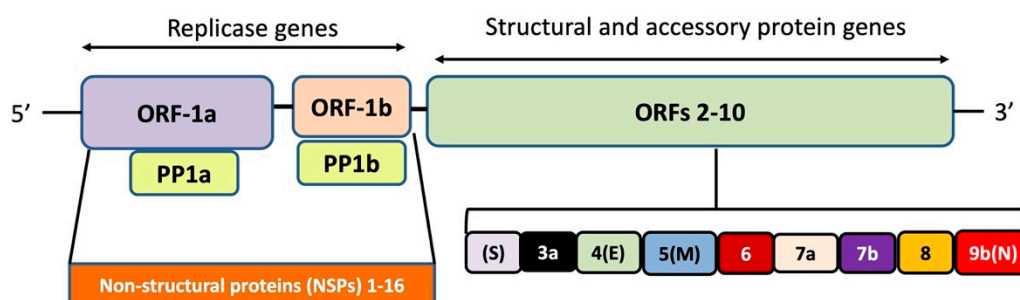 Replicase genes
Structural and accessory protein genes
5’
ORF-1a
ORF-1b
ORFs 2-10
3’
PP1a
PP1b
(S)
3a
4(E)
5(M)
6
7a
7b
8
9b(N)
Non-structural proteins (NSPs) 1-16